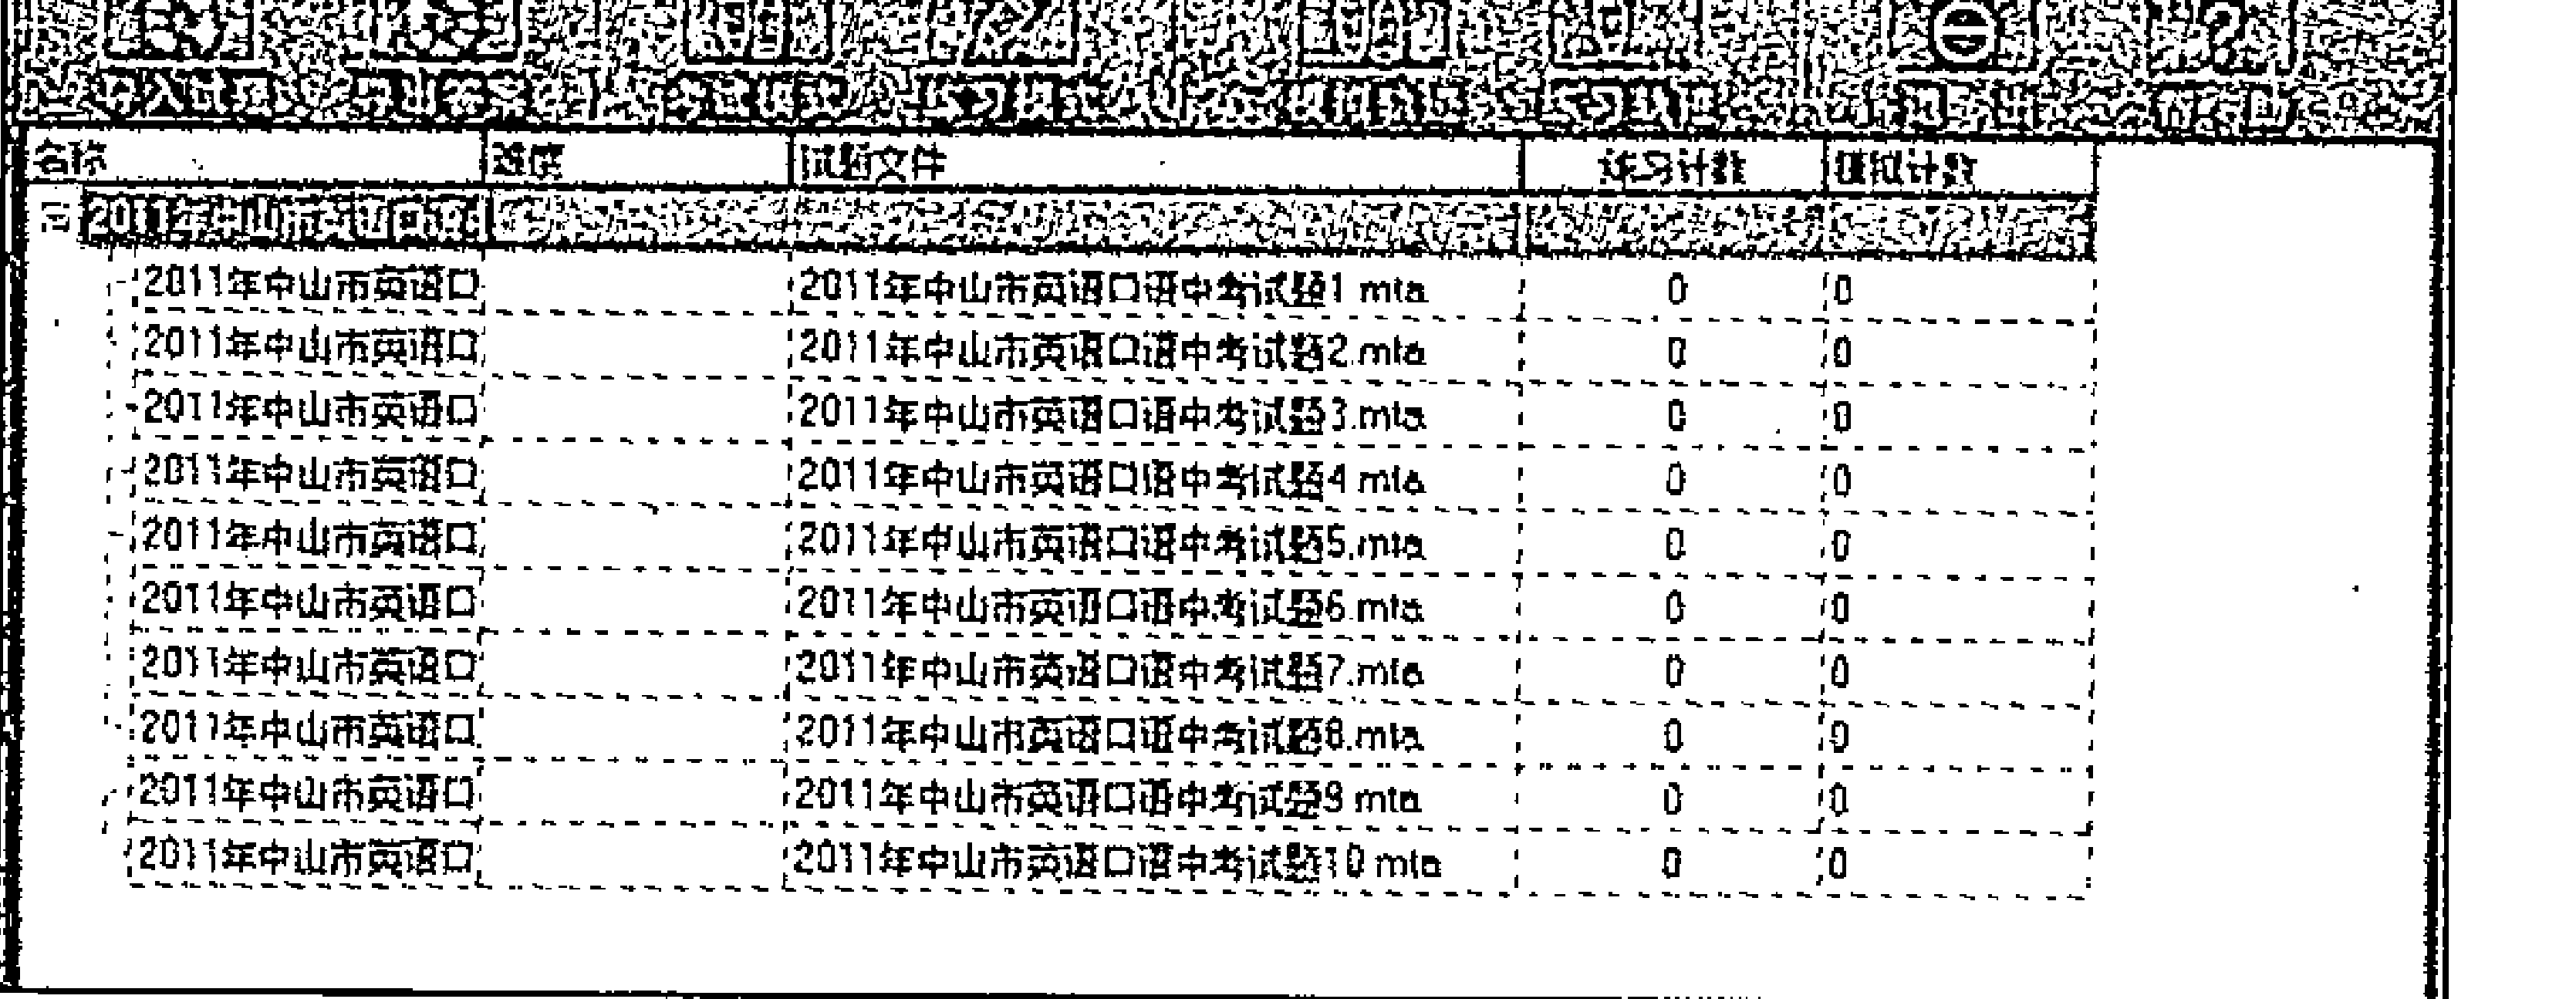 名称 难度 试题文件 练习计数 模拟计数
2011年中山市英语口语
2011年中山市英语口 2011年中山市英语口语中考试题1.mta 0 0
2011年中山市英语口 2011年中山市英语口语中考试题2.mta 0 0
2011年中山市英语口 2011年中山市英语口语中考试题3.mta 0 0
2011年中山市英语口 2011年中山市英语口语中考试题4.mta 0 0
2011年中山市英语口 2011年中山市英语口语中考试题5.mta 0 0
2011年中山市英语口 2011年中山市英语口语中考试题6.mta 0 0
2011年中山市英语口 2011年中山市英语口语中考试题7.mta 0 0
2011年中山市英语口 2011年中山市英语口语中考试题8.mta 0 0
2011年中山市英语口 2011年中山市英语口语中考试题9.mta 0 0
2011年中山市英语口 2011年中山市英语口语中考试题10.mta 0 0